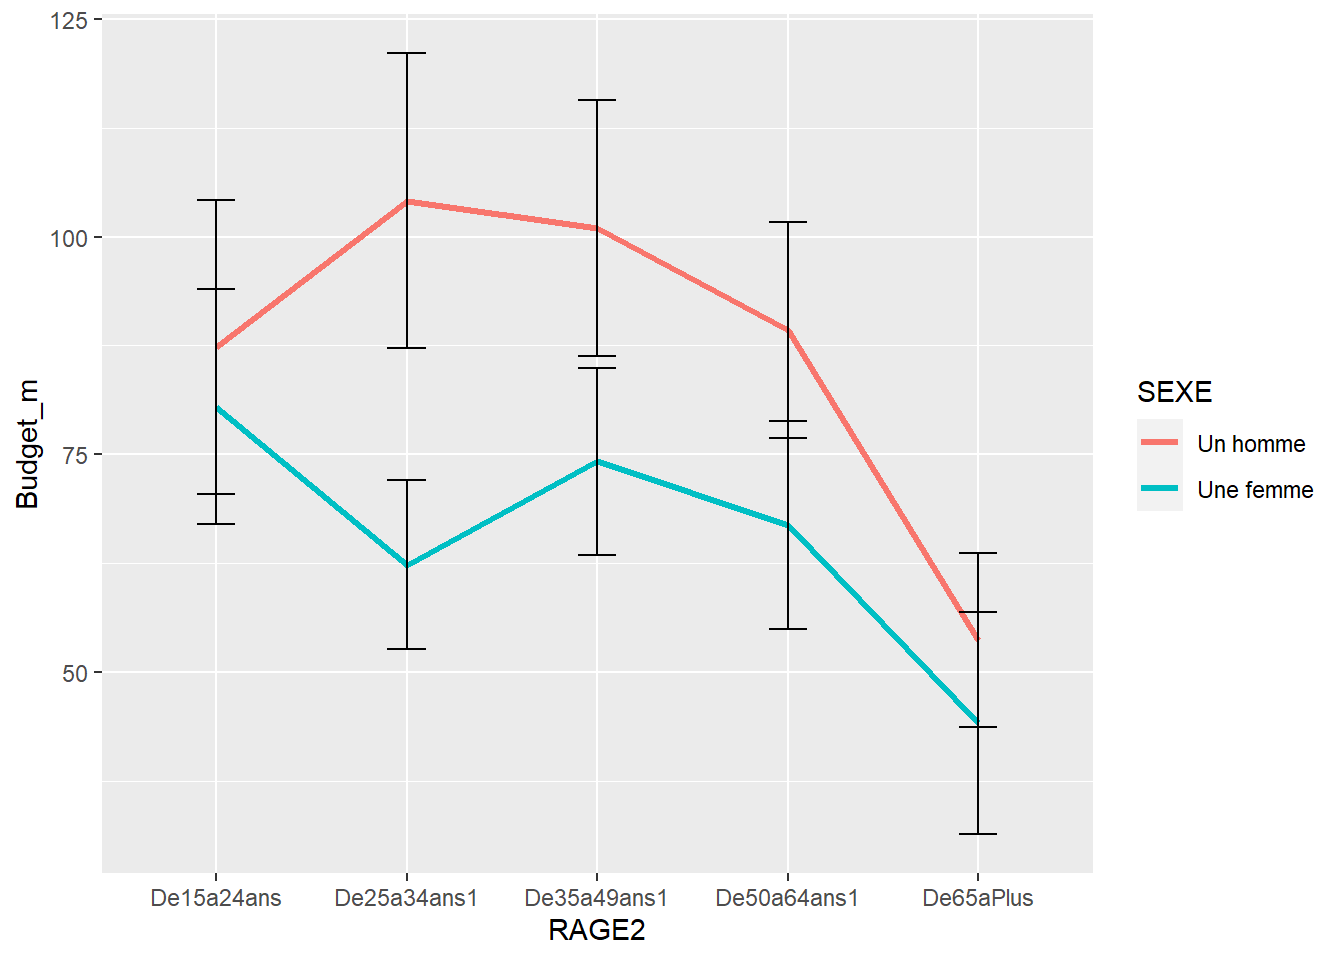 125
100
75
50
Budget_m
De15a24ans
De25a34ans1
De35a49ans1
De50a64ans1
De65aPlus
RAGE2
SEXE
Un homme
Une femme